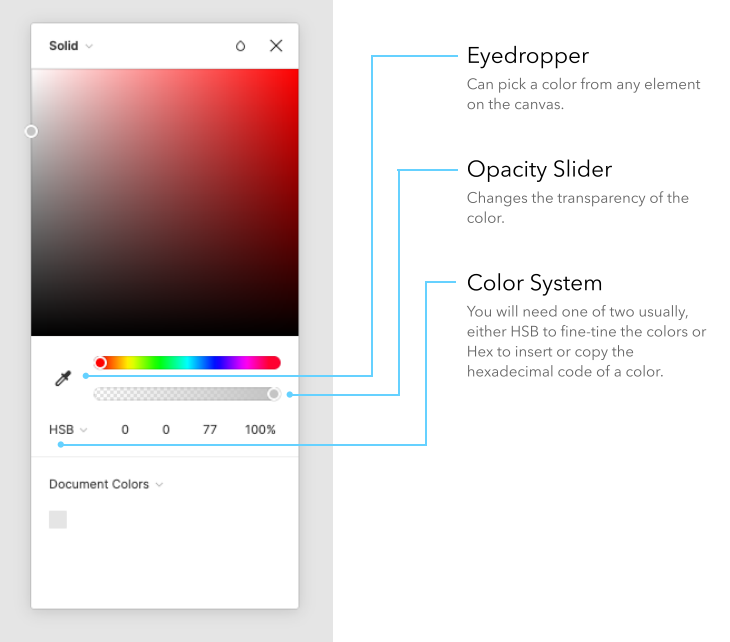 Solid
Eyedropper
Can pick a color from any element
on the canvas.
Opacity Slider
Changes the transparency of the
color.
Color System
You will need one of two usually,
either HSB to fine-tine the colors or
Hex to insert or copy the
hexadecimal code of a color.
HSB 0 0 77 100%
Document Colors